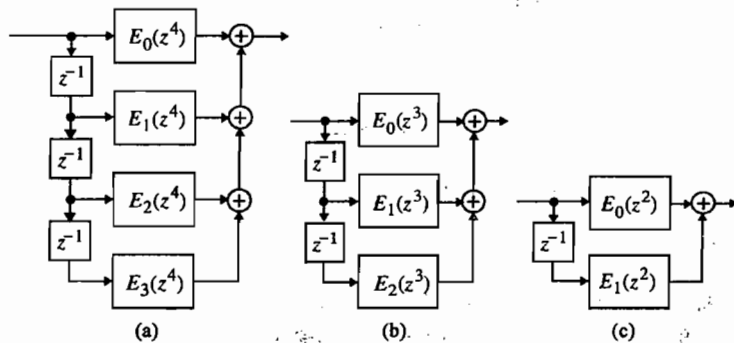 E₀(z⁴)
z⁻¹
E₁(z⁴)
z⁻¹
E₂(z⁴)
z⁻¹
E₃(z⁴)
(a)
E₀(z³)
z⁻¹
E₁(z³)
z⁻¹
E₂(z³)
(b)
E₀(z²)
z⁻¹
E₁(z²)
(c)